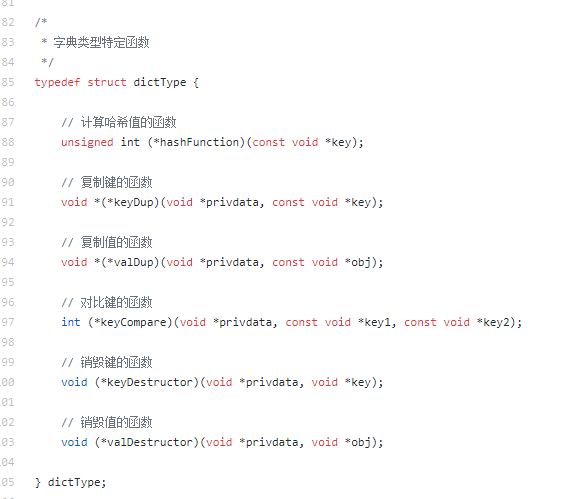 81
82 /*
83  * 字典类型特定函数
84  */
85 typedef struct dictType {
86
87     // 计算哈希值的函数
88     unsigned int (*hashFunction)(const void *key);
89
90     // 复制键的函数
91     void *(*keyDup)(void *privdata, const void *key);
92
93     // 复制值的函数
94     void *(*valDup)(void *privdata, const void *obj);
95
96     // 对比键的函数
97     int (*keyCompare)(void *privdata, const void *key1, const void *key2);
98
99     // 销毁键的函数
00     void (*keyDestructor)(void *privdata, void *key);
01
02     // 销毁值的函数
03     void (*valDestructor)(void *privdata, void *obj);
04
05 } dictType;